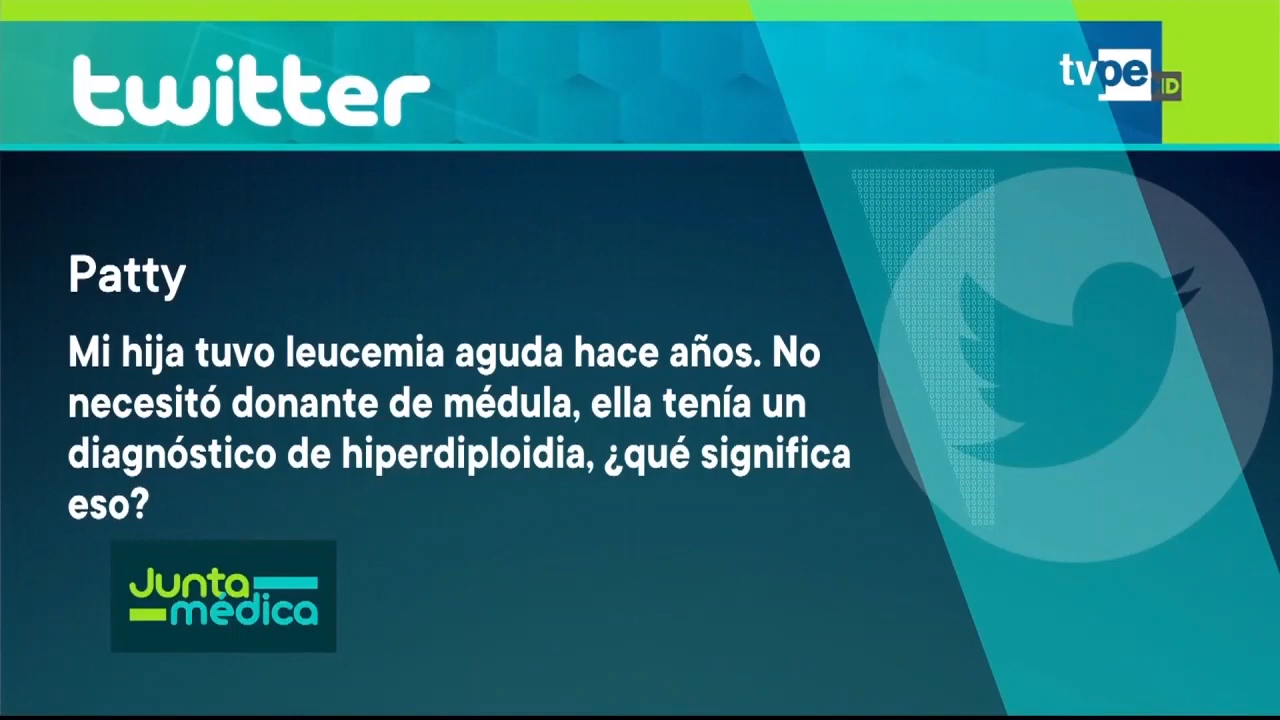 twitter
tvpe HD
Patty
Mi hija tuvo leucemia aguda hace años. No
necesitó donante de médula, ella tenía un
diagnóstico de hiperdiploidia, ¿qué significa
eso?
Junta
médica